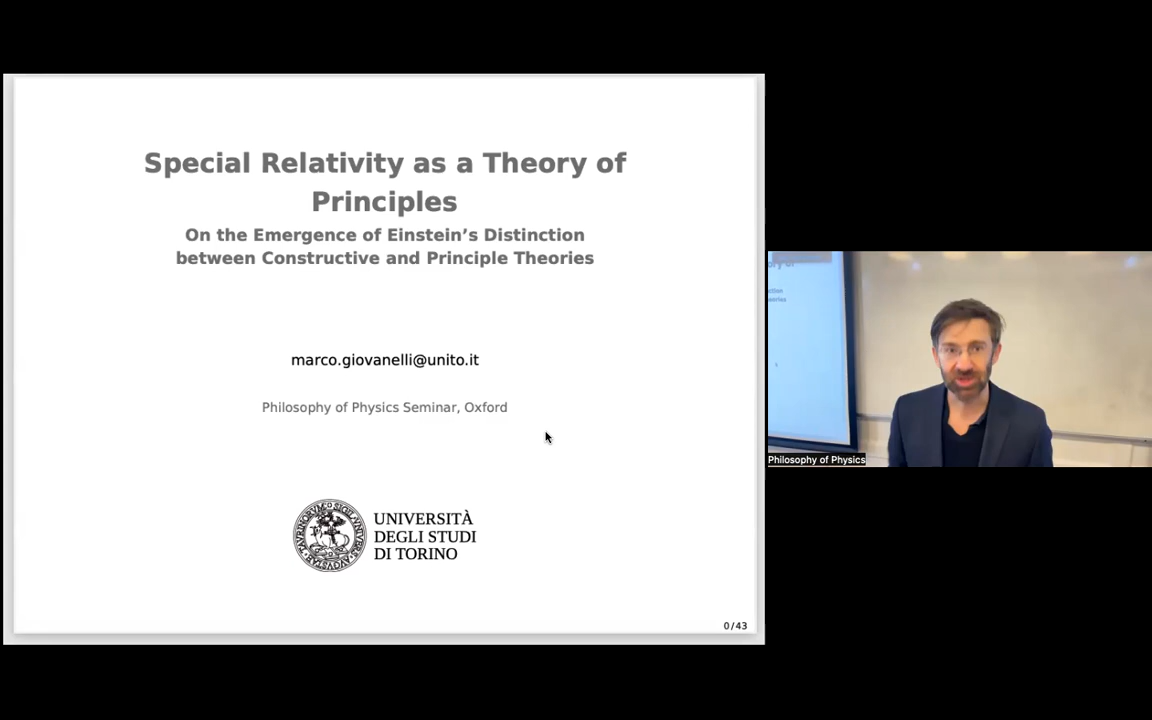 Special Relativity as a Theory of
Principles
On the Emergence of Einstein's Distinction
between Constructive and Principle Theories
marco.giovanelli@unito.it
Philosophy of Physics Seminar, Oxford
UNIVERSITÀ
DEGLI STUDI
DI TORINO
0/43
Philosophy of Physics